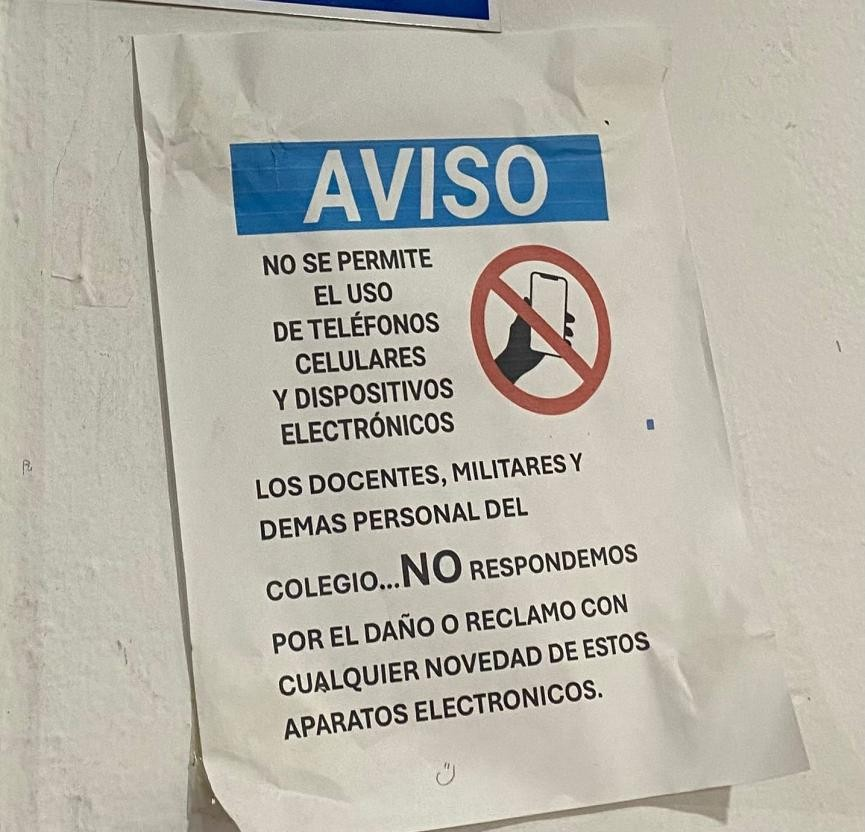 AVISO
NO SE PERMITE
EL USO
DE TELÉFONOS
CELULARES
Y DISPOSITIVOS
ELECTRÓNICOS
LOS DOCENTES, MILITARES Y
DEMAS PERSONAL DEL
COLEGIO...NO RESPONDEMOS
POR EL DAÑO O RECLAMO CON
CUALQUIER NOVEDAD DE ESTOS
APARATOS ELECTRONICOS.